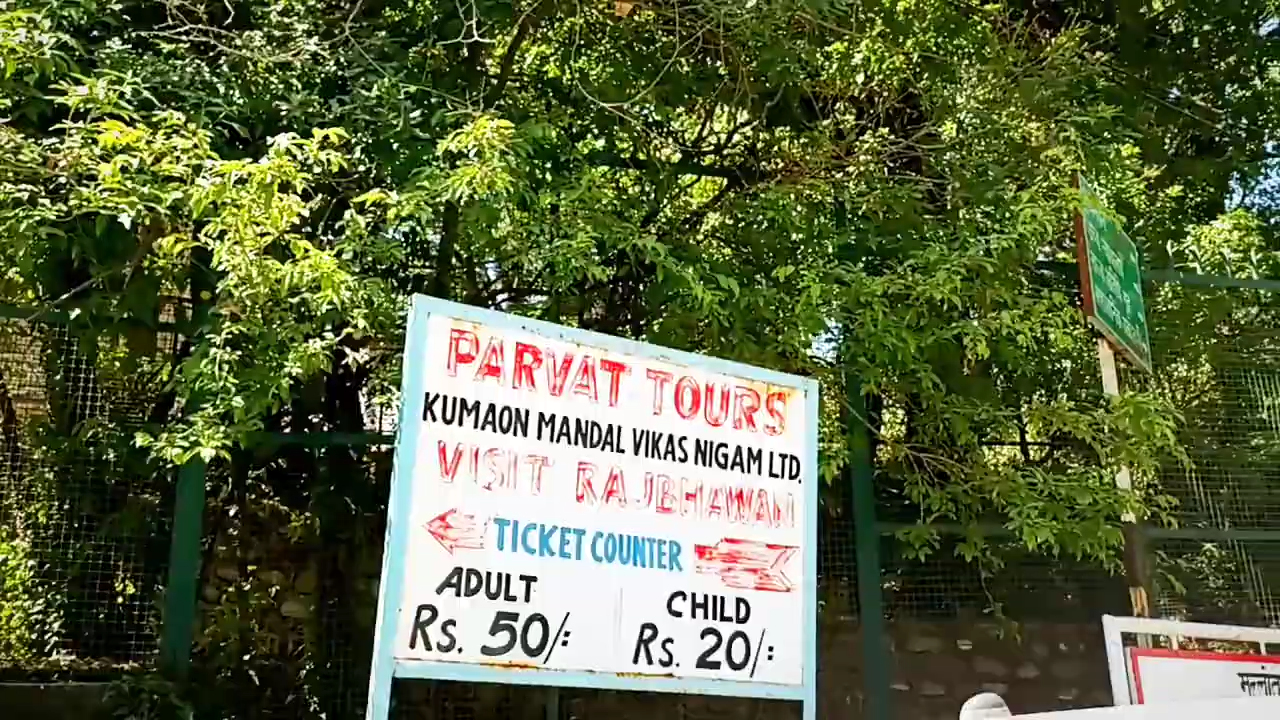 PARVAT TOURS
KUMAON MANDAL VIKAS NIGAM LTD.
VISIT RAJBHAWAN
TICKET COUNTER
ADULT CHILD
Rs. 50/: Rs. 20/: